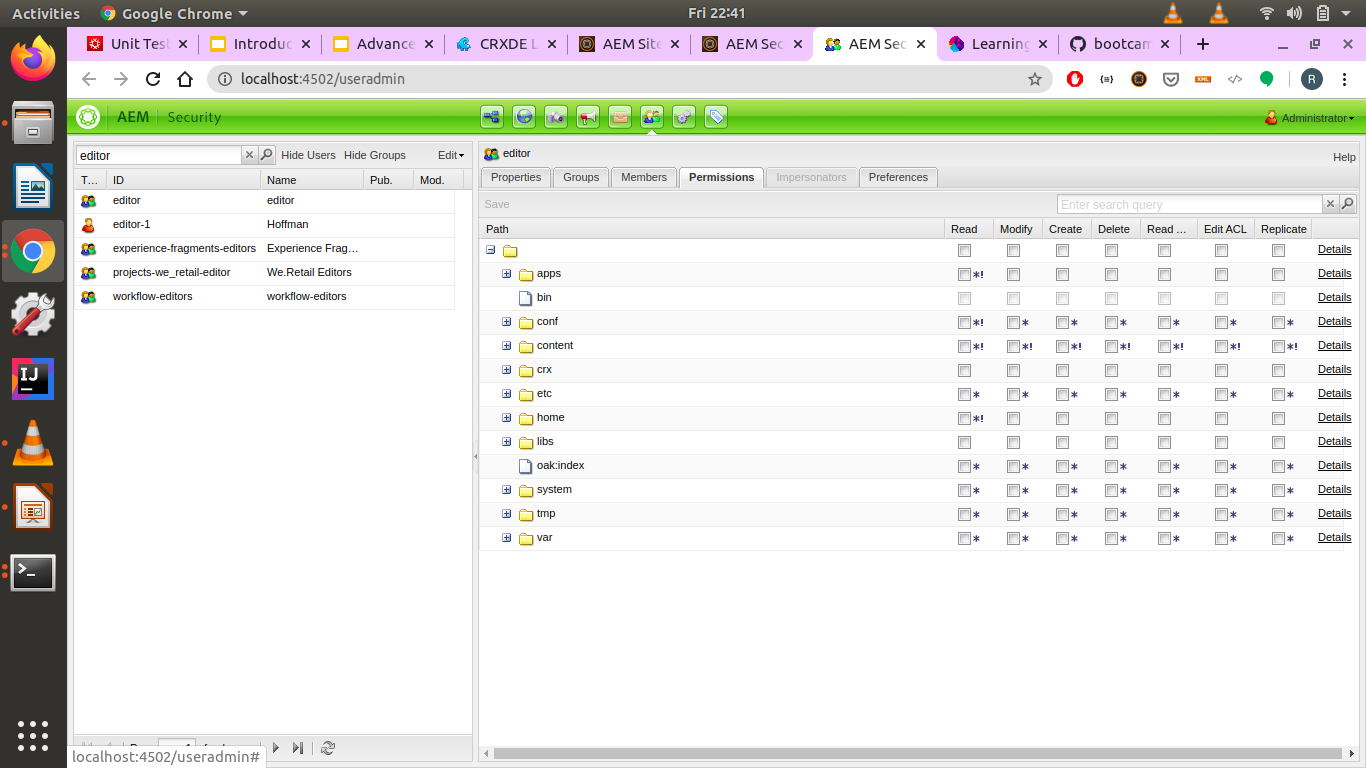 Activities Google Chrome Fri 22:41
Unit Tes Introduc Advance CRXDE L AEM Site AEM Sec AEM Sec Learning bootcam
localhost:4502/useradmin R
AEM Security Administrator
editor Hide Users Hide Groups Edit
T... ID Name Pub. Mod.
editor editor
editor-1 Hoffman
experience-fragments-editors Experience Frag...
projects-we_retail-editor We.Retail Editors
workflow-editors workflow-editors
editor Help
Properties Groups Members Permissions Impersonators Preferences
Save Enter search query
Path Read Modify Create Delete Read ... Edit ACL Replicate
Details
apps *! Details
bin Details
conf *! * * * * * * Details
content *! *! *! *! *! *! *! Details
crx Details
etc * * * * * * * Details
home *! Details
libs Details
oak:index * * * * * * * Details
system * * * * * * * Details
tmp * * * * * * * Details
var * * * * * * * Details
localhost:4502/useradmin#